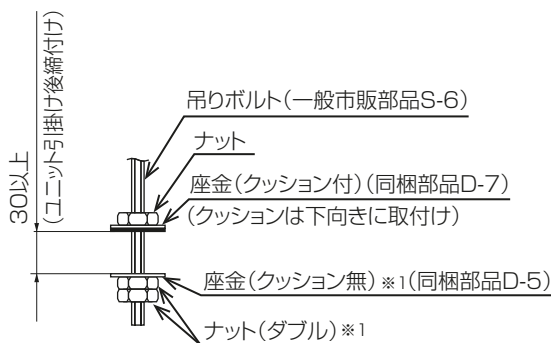 吊りボルト(一般市販部品S-6)
ナット
座金(クッション付)(同梱部品D-7)
(クッションは下向きに取付け)
30以上
(ユニット引掛け後締付け)
座金(クッション無)※1(同梱部品D-5)
ナット(ダブル)※1